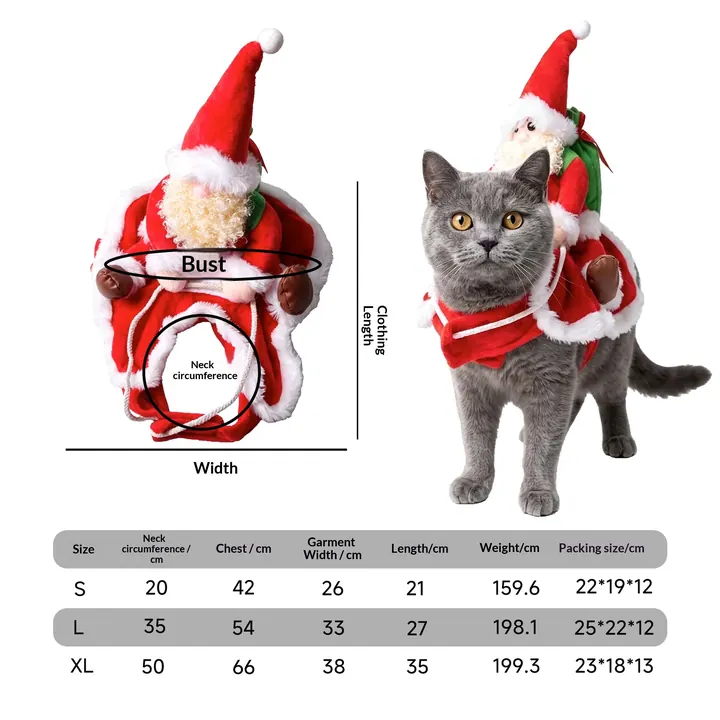 Bust
Clothing
Length
Neck
circumference
Width
Size Neck circumference / cm Chest / cm Garment Width / cm Length/cm Weight/cm Packing size/cm
S 20 42 26 21 159.6 22*19*12
L 35 54 33 27 198.1 25*22*12
XL 50 66 38 35 199.3 23*18*13